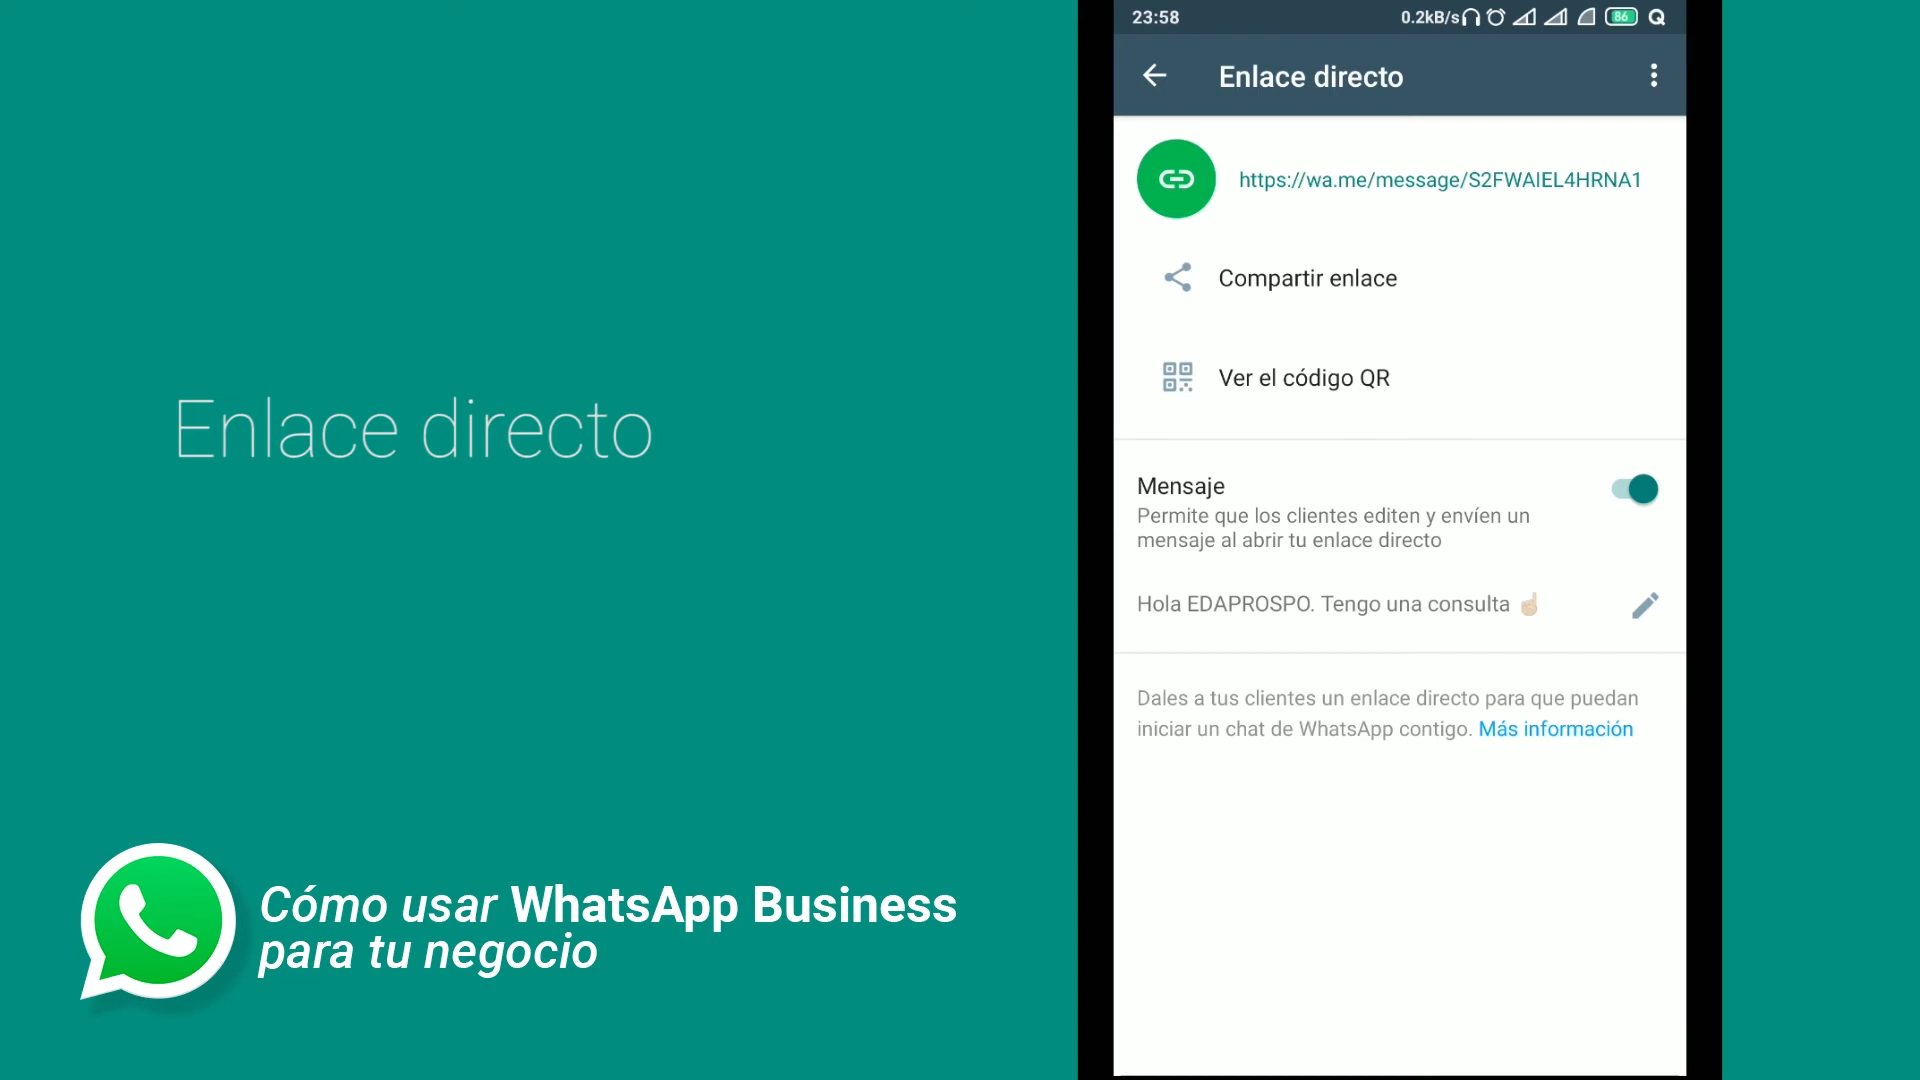 Enlace directo
Cómo usar WhatsApp Business
para tu negocio
23:58
0.2kB/s
86
Enlace directo
https://wa.me/message/S2FWAIEL4HRNA1
Compartir enlace
Ver el código QR
Mensaje
Permite que los clientes editen y envíen un
mensaje al abrir tu enlace directo
Hola EDAPROSPO. Tengo una consulta ☝🏼
Dales a tus clientes un enlace directo para que puedan
iniciar un chat de WhatsApp contigo. Más información